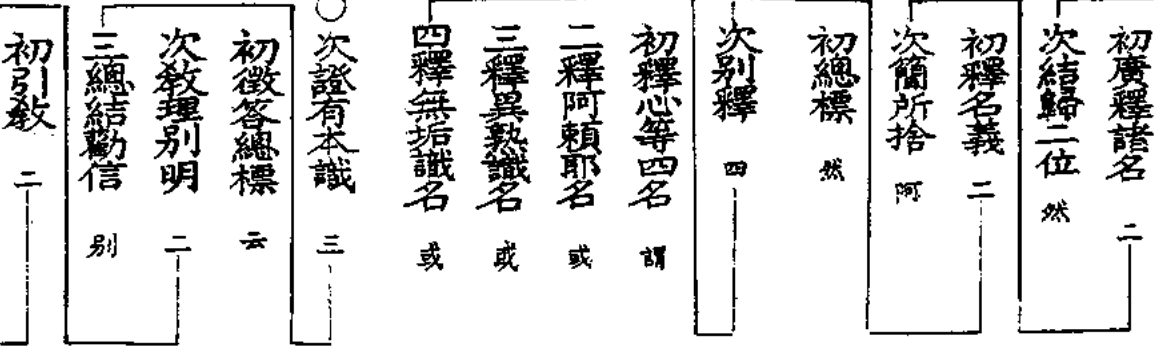 初廣釋諸名 二
次結歸二位 然
初釋名義 二
次簡所捨 阿
初總標 然
次別釋 四
初釋心等四名 謂
二釋阿頼耶名 或
三釋異熟識名 或
四釋無垢識名 或
○次證有本識 三
初徵答總標 云
次教理別明 二
三總結勸信 別
初引教 二